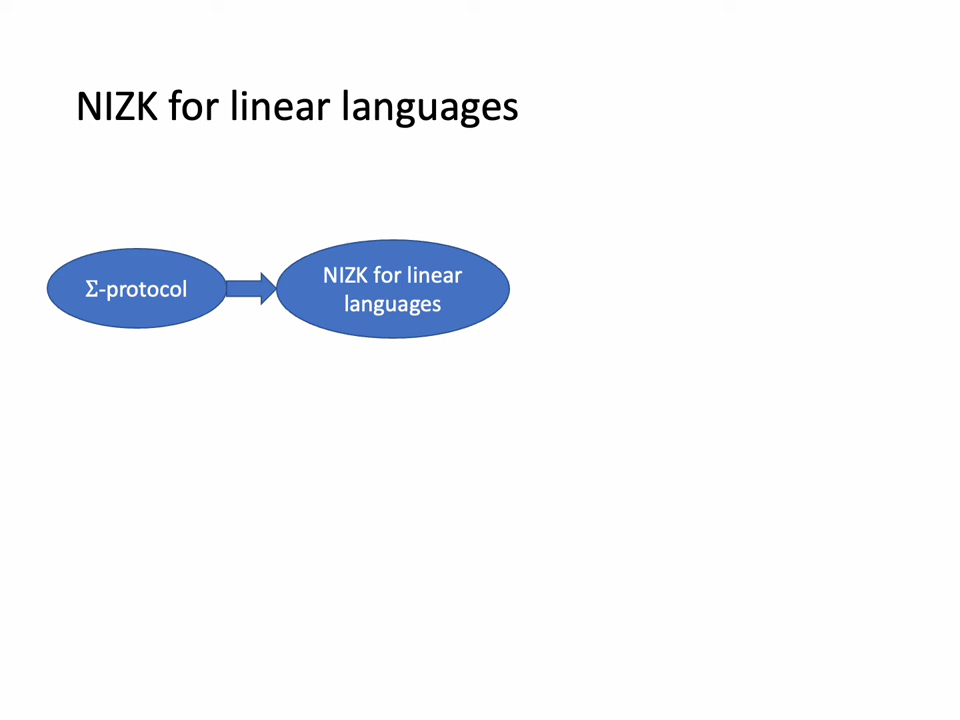 NIZK for linear languages
Σ-protocol
NIZK for linear
languages